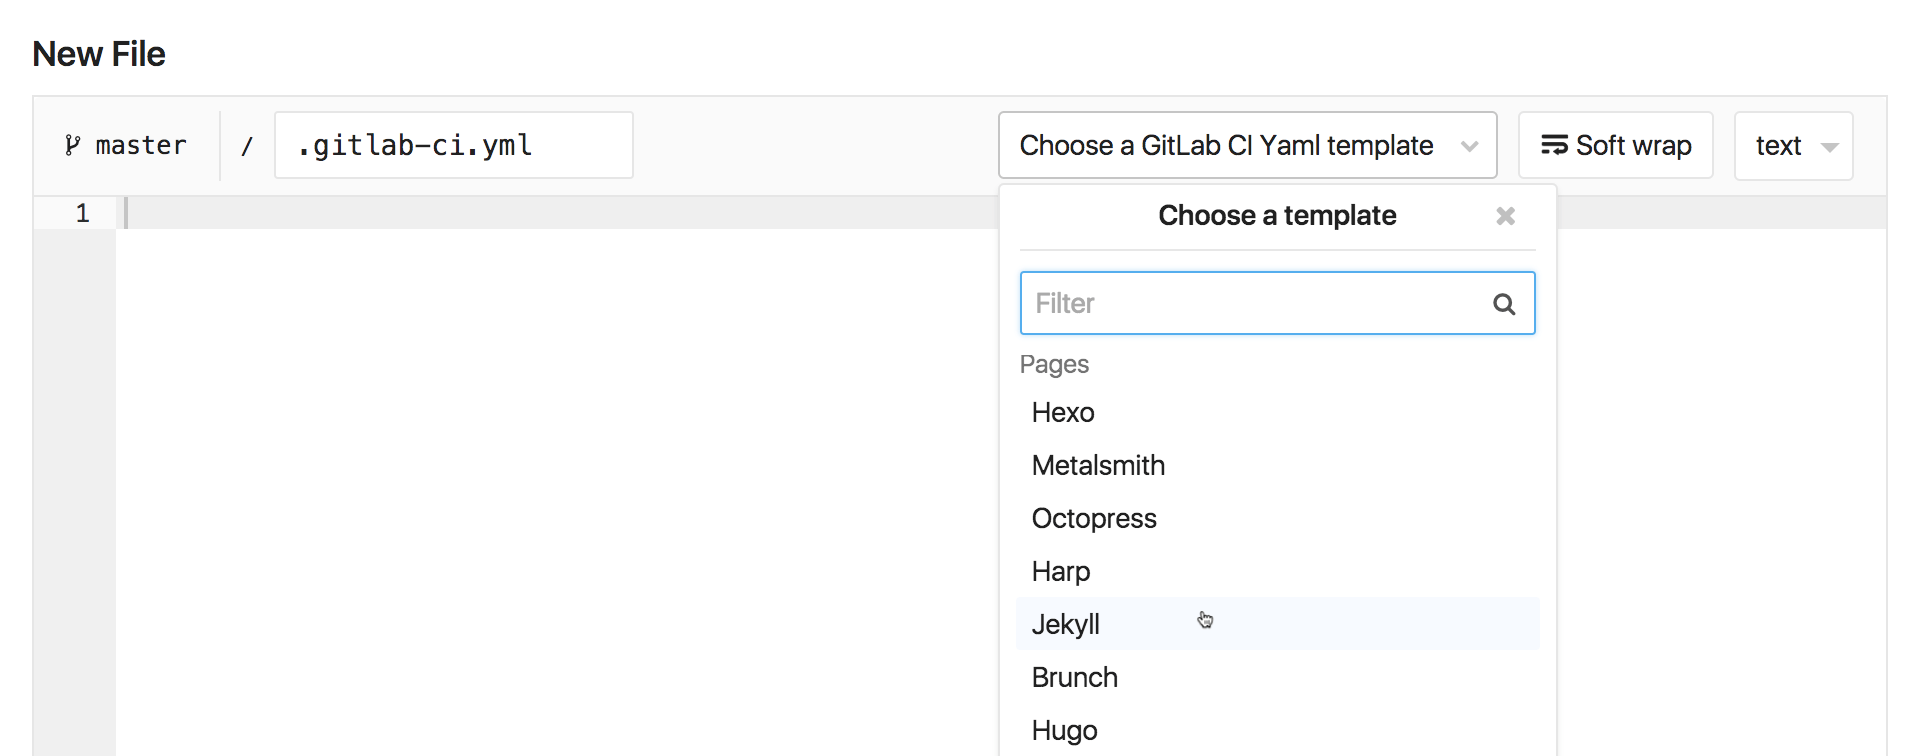 New File
master / .gitlab-ci.yml Choose a GitLab CI Yaml template Soft wrap text
1
Choose a template
Filter
Pages
Hexo
Metalsmith
Octopress
Harp
Jekyll
Brunch
Hugo